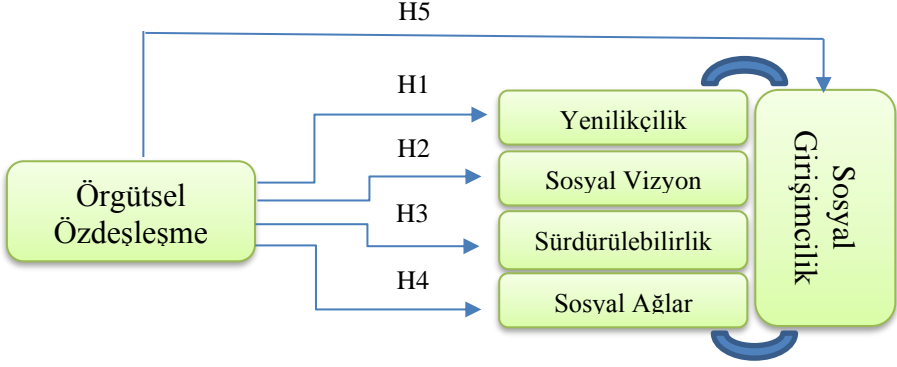 H5
H1
Yenilikçilik
H2
Sosyal Vizyon
Örgütsel
Özdeşleşme
H3
Sürdürülebilirlik
H4
Sosyal Ağlar
Sosyal
Girişimcilik